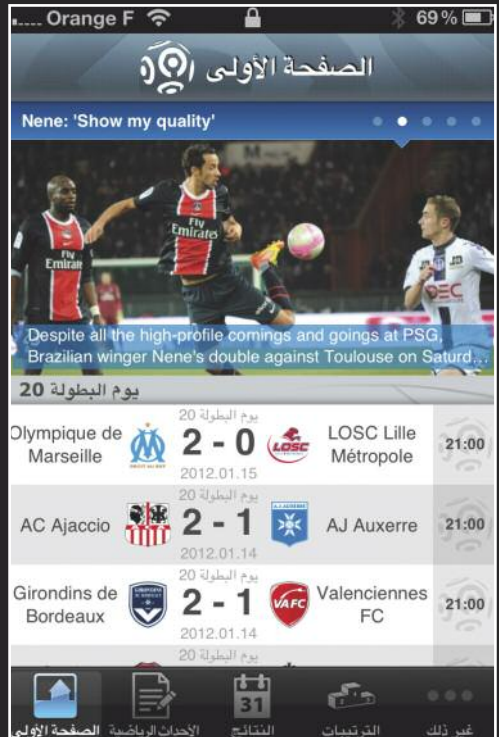 ..... Orange F 69%
الصفحة الأولى
Nene: 'Show my quality'
Fly
Emirates
Fly
Emirates
JD
DEC
Despite all the high-profile comings and goings at PSG,
Brazilian winger Nene's double against Toulouse on Saturd...
يوم البطولة 20
يوم البطولة 20
Olympique de
Marseille
2 - 0
LOSC
LOSC Lille
Métropole
21:00
2012.01.15
يوم البطولة 20
AC Ajaccio
2 - 1
AJ Auxerre
21:00
2012.01.14
يوم البطولة 20
Girondins de
Bordeaux
2 - 1
VAFC
Valenciennes
FC
21:00
2012.01.14
يوم البطولة 20
31
الصفحة الأولى
الأحداث الرياضية
النتائج
الترتيبات
غير ذلك